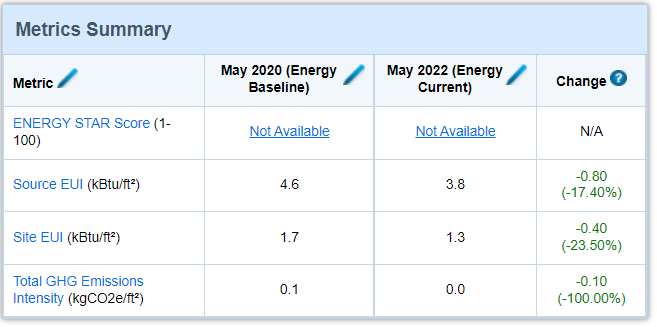 Metrics Summary
Metric
May 2020 (Energy
Baseline)
May 2022 (Energy
Current)
Change ?
ENERGY STAR Score (1-
100)
Not Available
Not Available
N/A
Source EUI (kBtu/ft²)
4.6
3.8
-0.80
(-17.40%)
Site EUI (kBtu/ft²)
1.7
1.3
-0.40
(-23.50%)
Total GHG Emissions
Intensity (kgCO2e/ft²)
0.1
0.0
-0.10
(-100.00%)